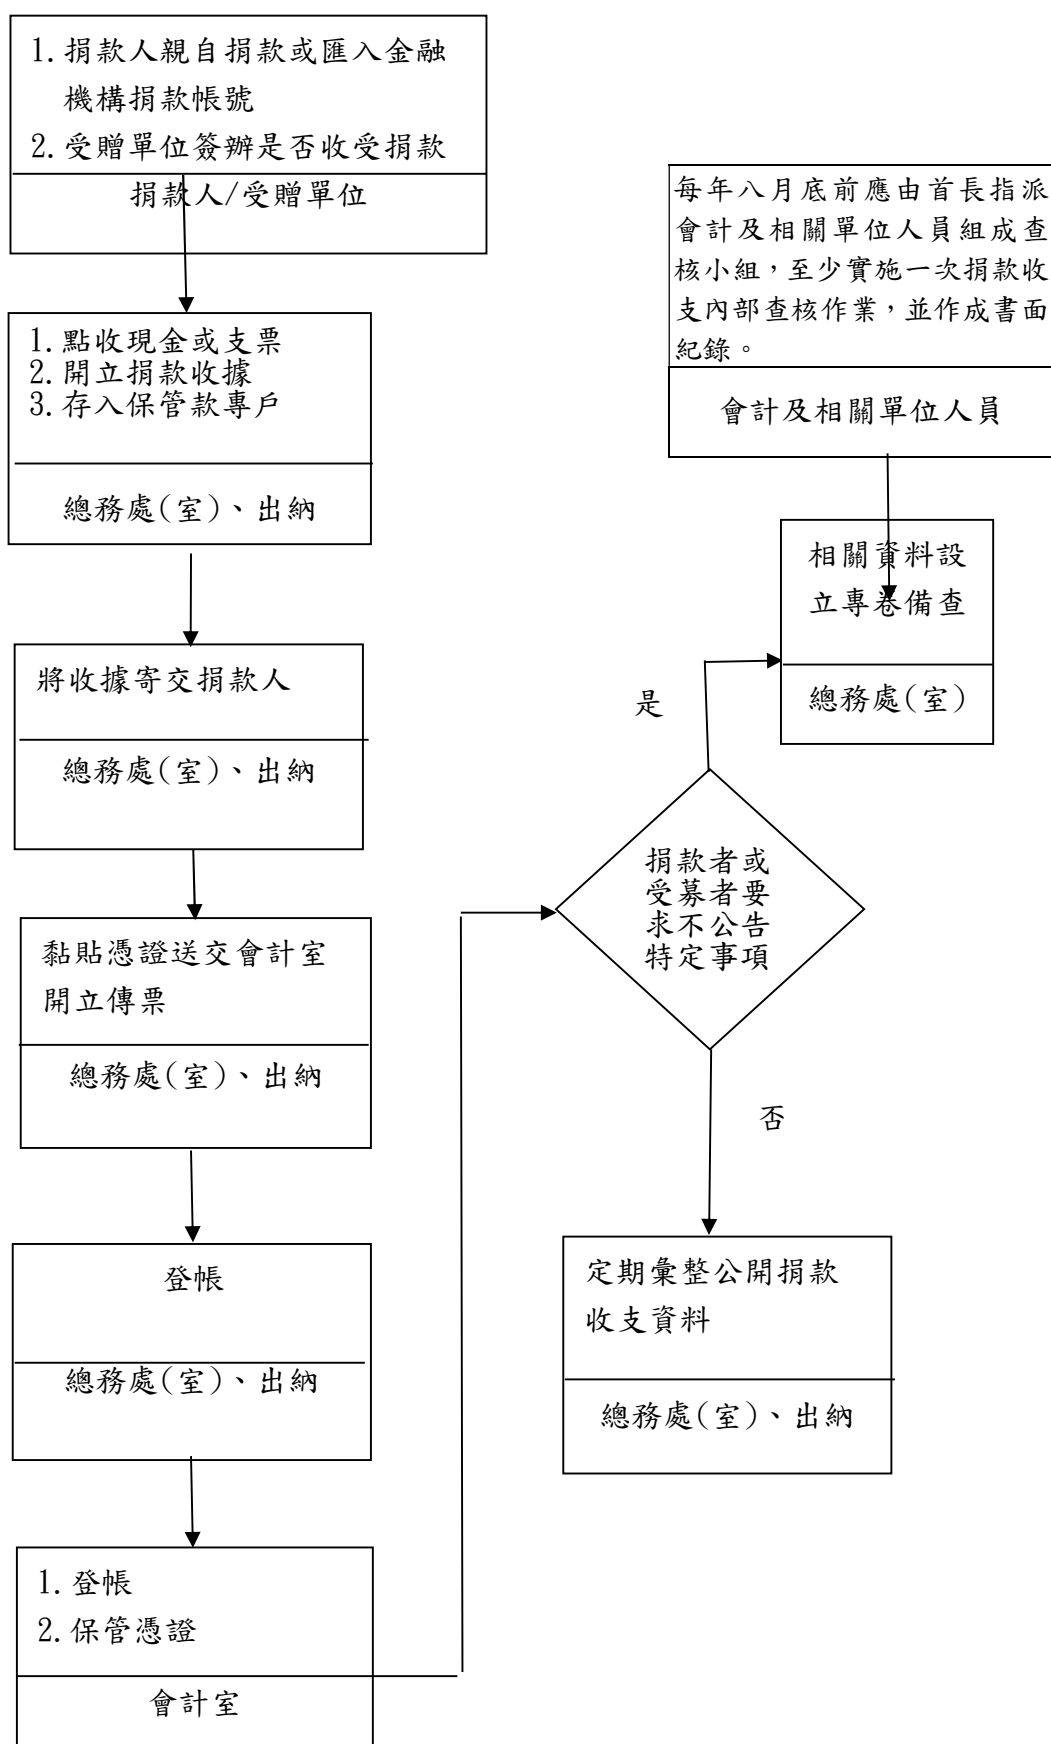 1.捐款人親自捐款或匯入金融
機構捐款帳號
2.受贈單位簽辦是否收受捐款
捐款人/受贈單位
1.點收現金或支票
2.開立捐款收據
3.存入保管款專戶
總務處(室)、出納
將收據寄交捐款人
總務處(室)、出納
黏貼憑證送交會計室
開立傳票
總務處(室)、出納
登帳
總務處(室)、出納
1.登帳
2.保管憑證
會計室
每年八月底前應由首長指派
會計及相關單位人員組成查
核小組，至少實施一次捐款收
支內部查核作業，並作成書面
紀錄。
會計及相關單位人員
相關資料設
立專卷備查
總務處(室)
是
捐款者或
受募者要
求不公告
特定事項
否
定期彙整公開捐款
收支資料
總務處(室)、出納